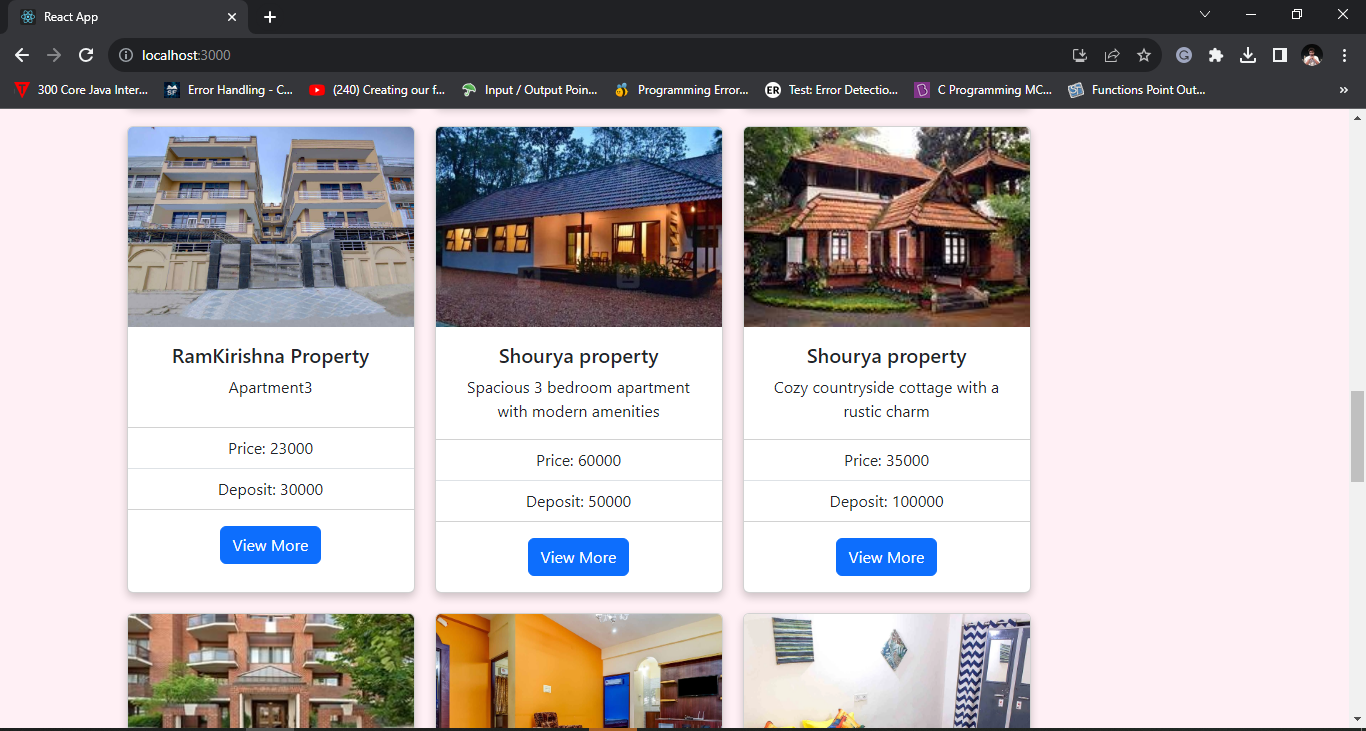 React App
localhost:3000
300 Core Java Inter...
Error Handling - C...
(240) Creating our f...
Input / Output Poin...
Programming Error...
ER
Test: Error Detectio...
C Programming MC...
Functions Point Out...
»
RamKirishna Property
Apartment3
Price: 23000
Deposit: 30000
View More
Shourya property
Spacious 3 bedroom apartment
with modern amenities
Price: 60000
Deposit: 50000
View More
Shourya property
Cozy countryside cottage with a
rustic charm
Price: 35000
Deposit: 100000
View More